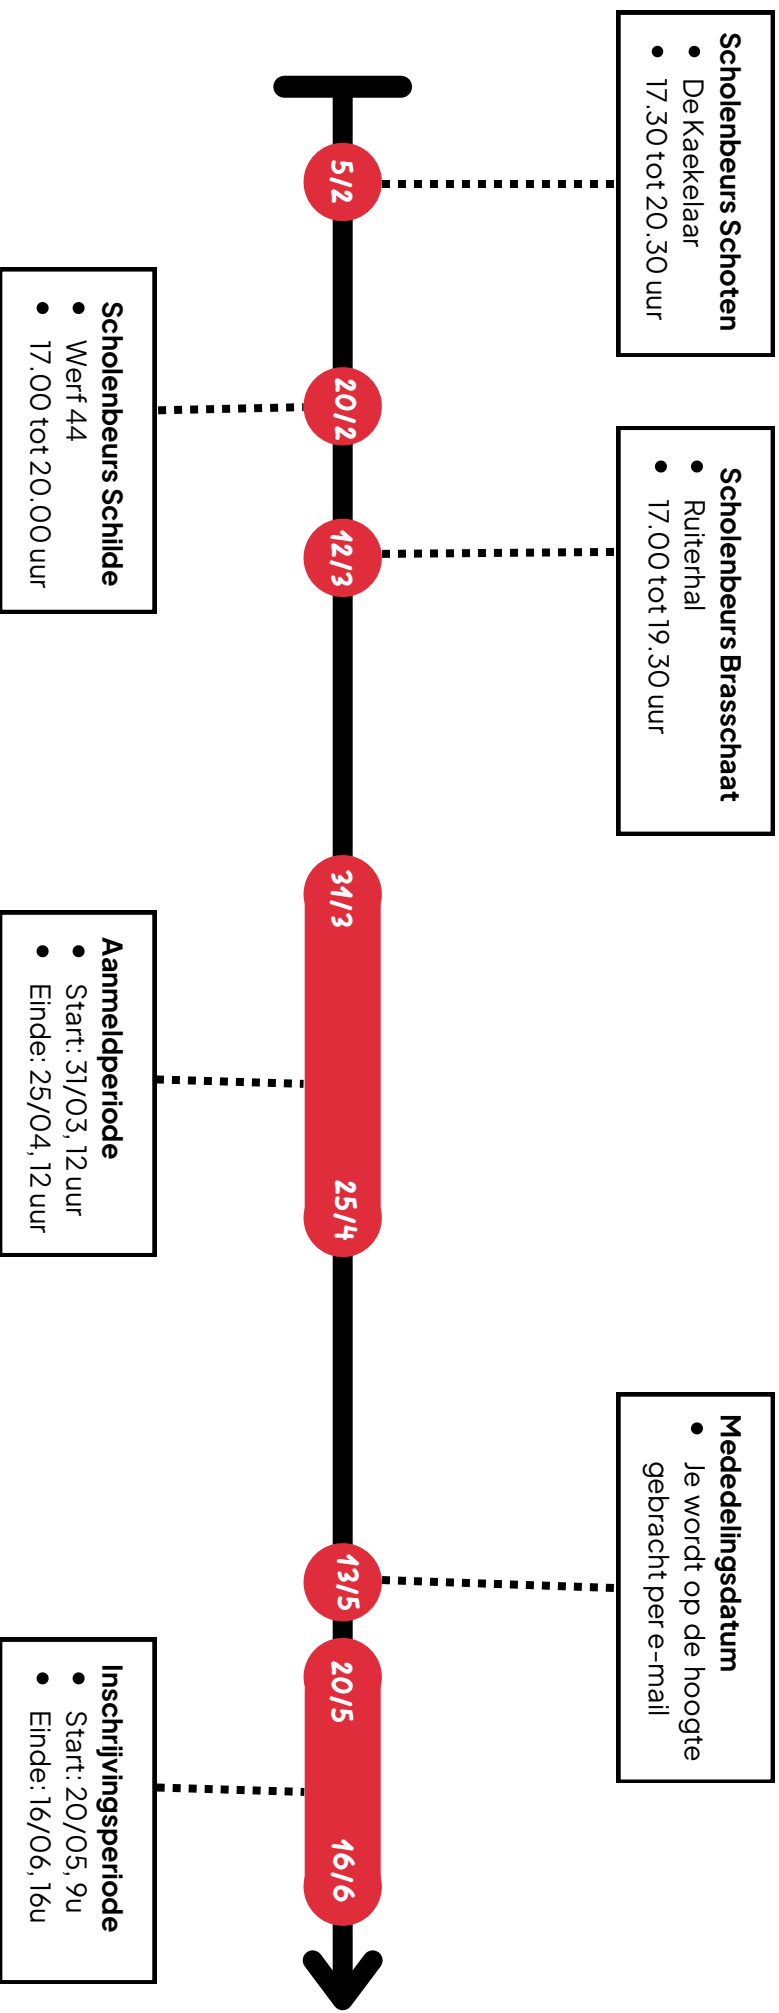 Scholenbeurs Schoten
• De Kaekelaar
• 17.30 tot 20.30 uur
Scholenbeurs Brasschaat
• Ruiterhal
• 17.00 tot 19.30 uur
Mededelingsdatum
• Je wordt op de hoogte
gebracht per e-mail
5/2
20/2
12/3
31/3
25/4
13/5
20/5
16/6
Scholenbeurs Schilde
• Werf 44
• 17.00 tot 20.00 uur
Aanmeldperiode
• Start: 31/03, 12 uur
• Einde: 25/04, 12 uur
Inschrijvingsperiode
• Start: 20/05, 9u
• Einde: 16/06, 16u